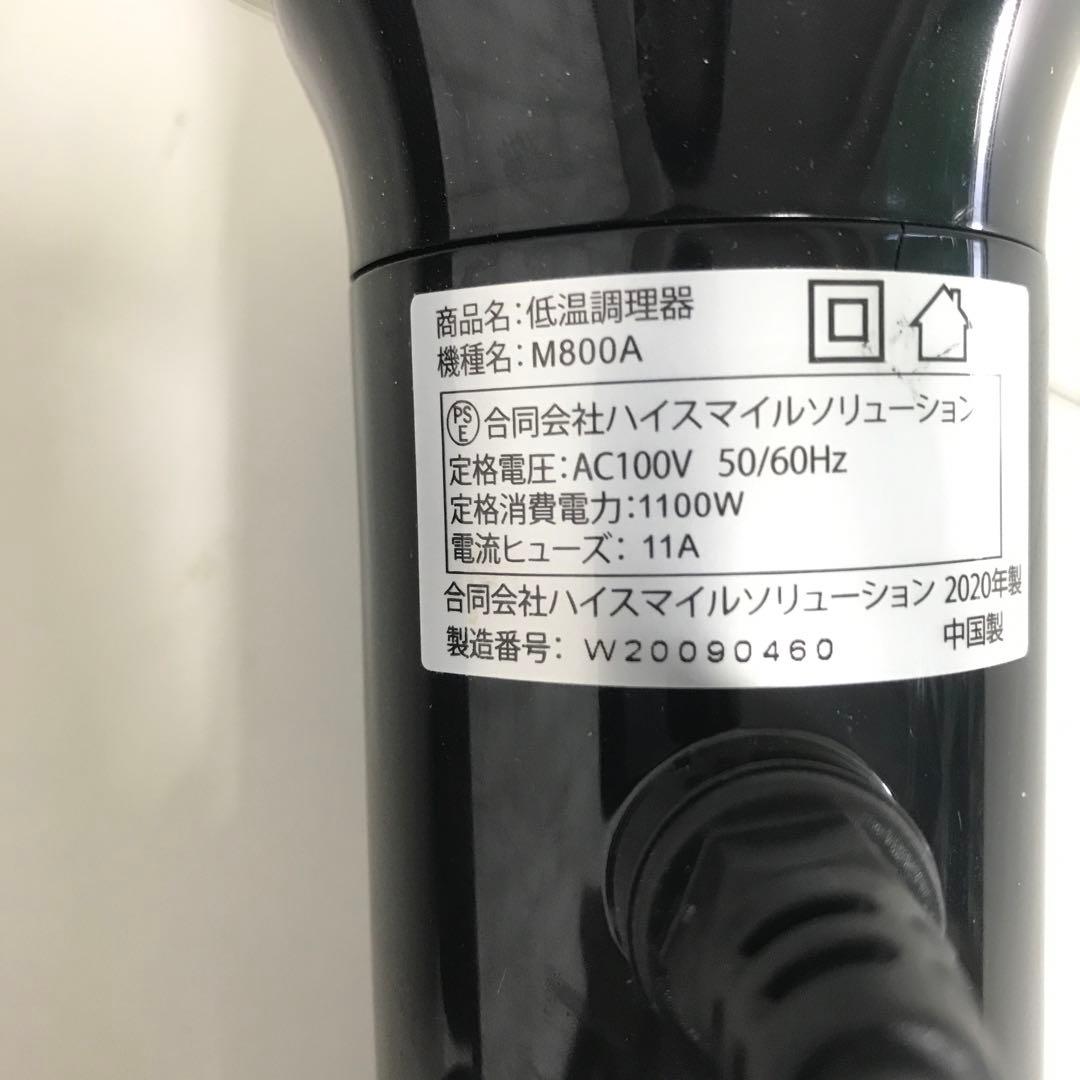 商品名：低温調理器
機種名：M800A
PSE 合同会社ハイスマイルソリューション
定格電圧：AC100V 50/60Hz
定格消費電力：1100W
電流ヒューズ： 11A
合同会社ハイスマイルソリューション 2020年製
製造番号： W20090460 中国製